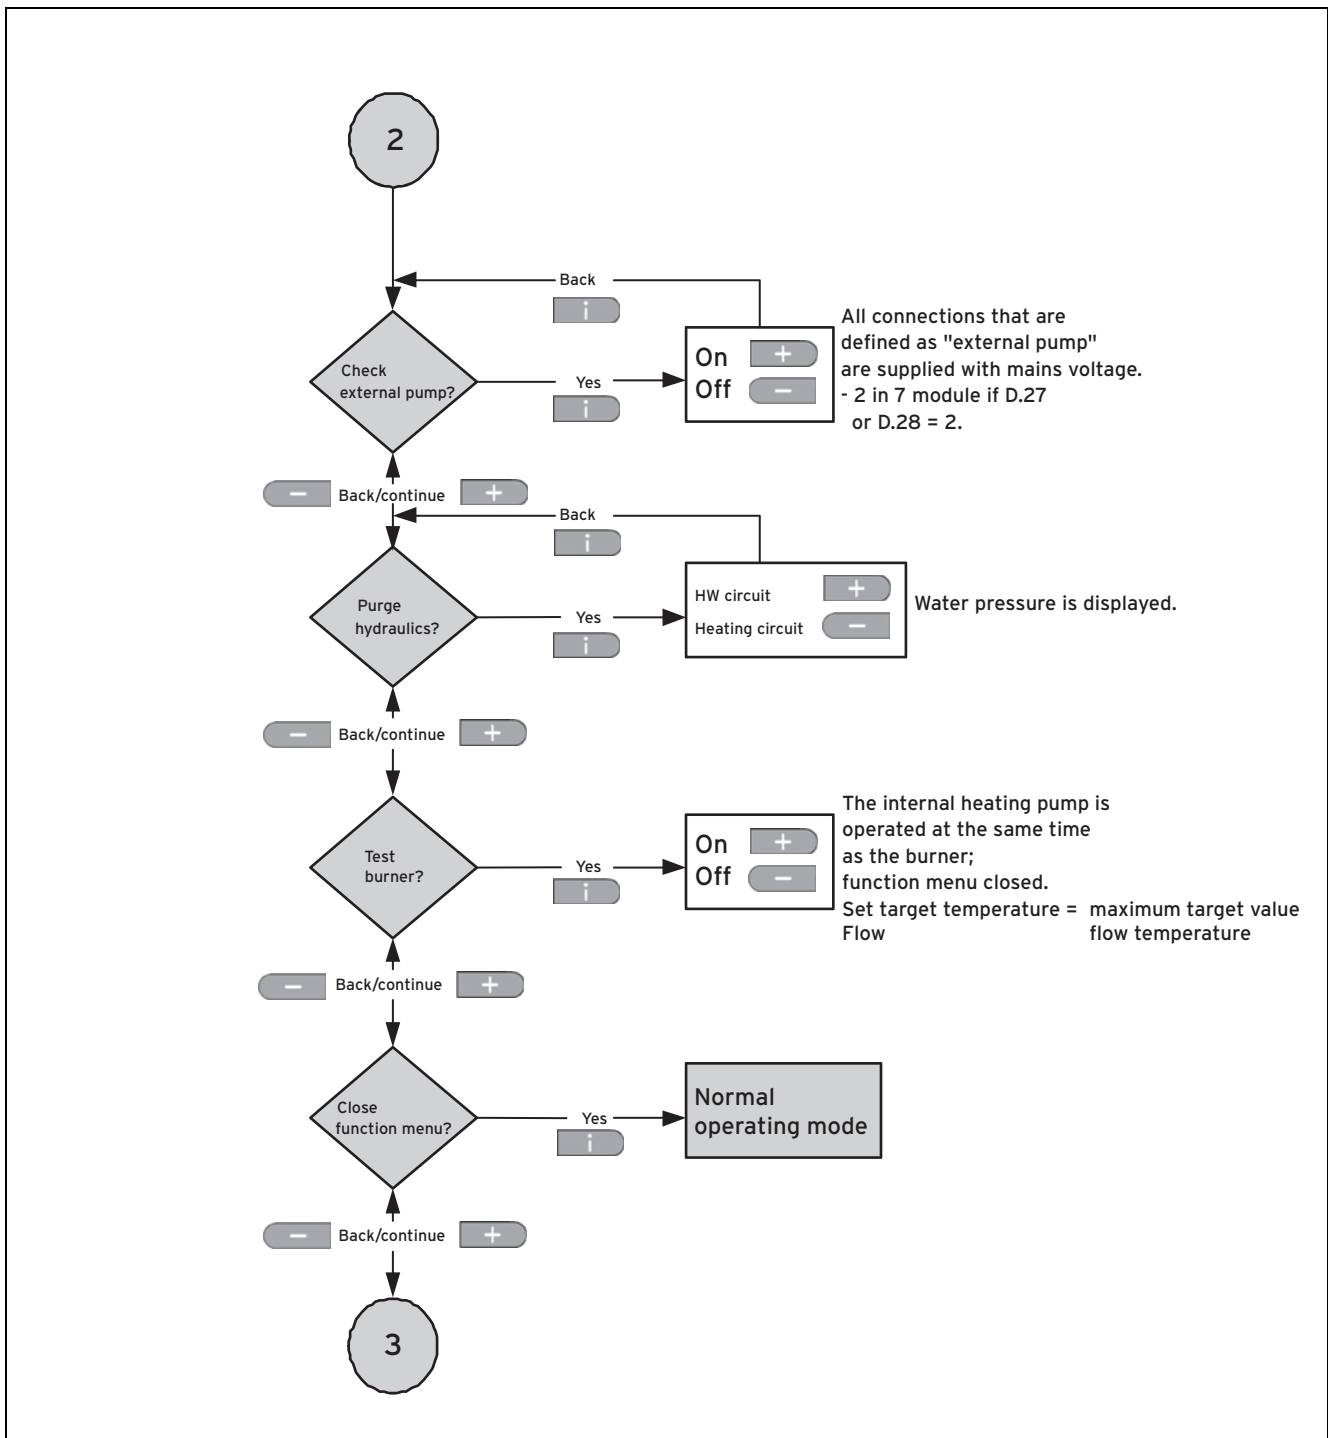 2
Back
i
Check
external pump?
Yes
i
On +
Off −
All connections that are
defined as "external pump"
are supplied with mains voltage.
- 2 in 7 module if D.27
or D.28 = 2.
− Back/continue +
Back
i
Purge
hydraulics?
Yes
i
HW circuit +
Heating circuit −
Water pressure is displayed.
− Back/continue +
Test
burner?
Yes
i
On +
Off −
The internal heating pump is
operated at the same time
as the burner;
function menu closed.
Set target temperature = maximum target value
Flow flow temperature
− Back/continue +
Close
function menu?
Yes
i
Normal
operating mode
− Back/continue +
3